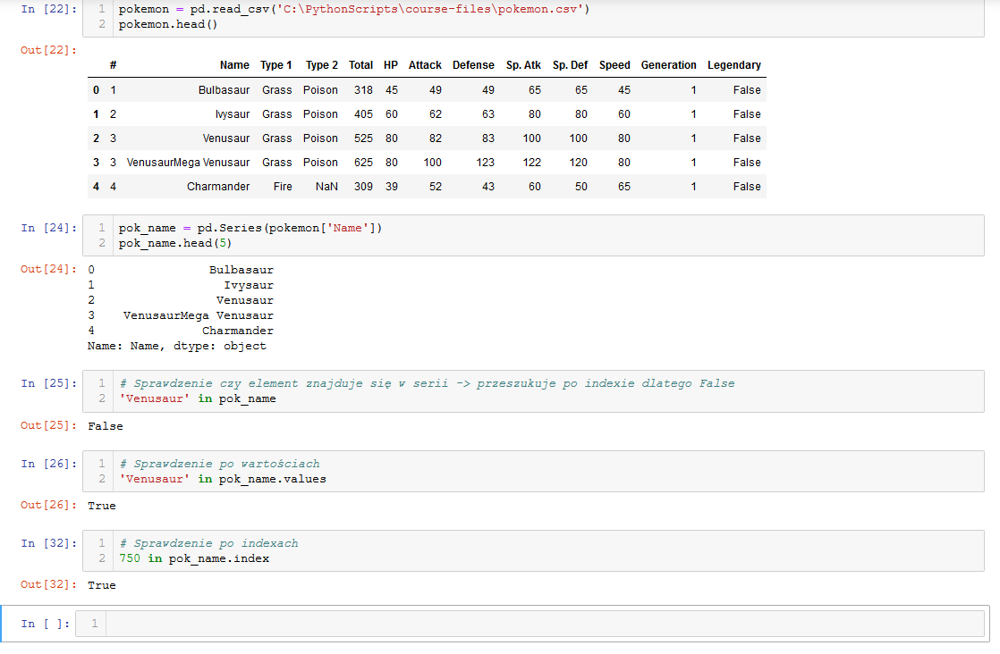 In [22]: 1 pokemon = pd.read_csv('C:\PythonScripts\course-files\pokemon.csv')
2 pokemon.head()
Out[22]:
# Name Type 1 Type 2 Total HP Attack Defense Sp. Atk Sp. Def Speed Generation Legendary
0 1 Bulbasaur Grass Poison 318 45 49 49 65 65 45 1 False
1 2 Ivysaur Grass Poison 405 60 62 63 80 80 60 1 False
2 3 Venusaur Grass Poison 525 80 82 83 100 100 80 1 False
3 3 VenusaurMega Venusaur Grass Poison 625 80 100 123 122 120 80 1 False
4 4 Charmander Fire NaN 309 39 52 43 60 50 65 1 False
In [24]: 1 pok_name = pd.Series(pokemon['Name'])
2 pok_name.head(5)
Out[24]: 0 Bulbasaur
1 Ivysaur
2 Venusaur
3 VenusaurMega Venusaur
4 Charmander
Name: Name, dtype: object
In [25]: 1 # Sprawdzenie czy element znajduje się w serii -> przeszukuje po indexie dlatego False
2 'Venusaur' in pok_name
Out[25]: False
In [26]: 1 # Sprawdzenie po wartościach
2 'Venusaur' in pok_name.values
Out[26]: True
In [32]: 1 # Sprawdzenie po indexach
2 750 in pok_name.index
Out[32]: True
In [ ]: 1